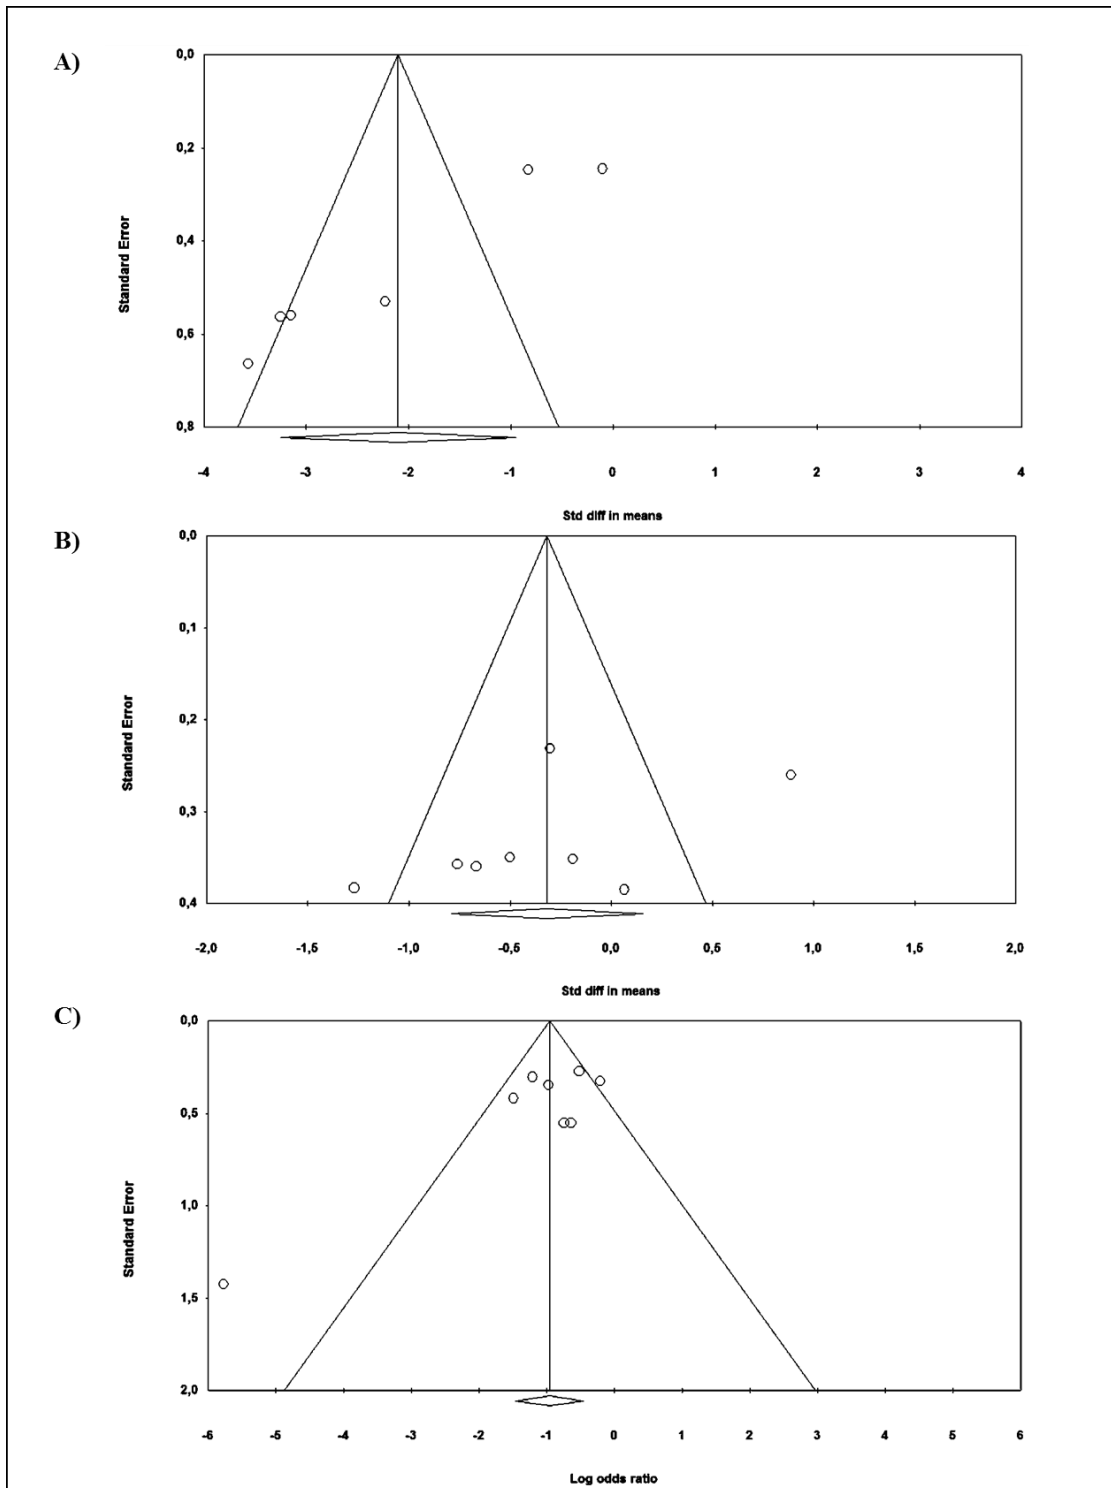 A)
0,0
0,2
0,4
0,6
0,8
Standard Error
-4 -3 -2 -1 0 1 2 3 4
Std diff in means
B)
0,0
0,1
0,2
0,3
0,4
Standard Error
-2,0 -1,5 -1,0 -0,5 0,0 0,5 1,0 1,5 2,0
Std diff in means
C)
0,0
0,5
1,0
1,5
2,0
Standard Error
-6 -5 -4 -3 -2 -1 0 1 2 3 4 5 6
Log odds ratio